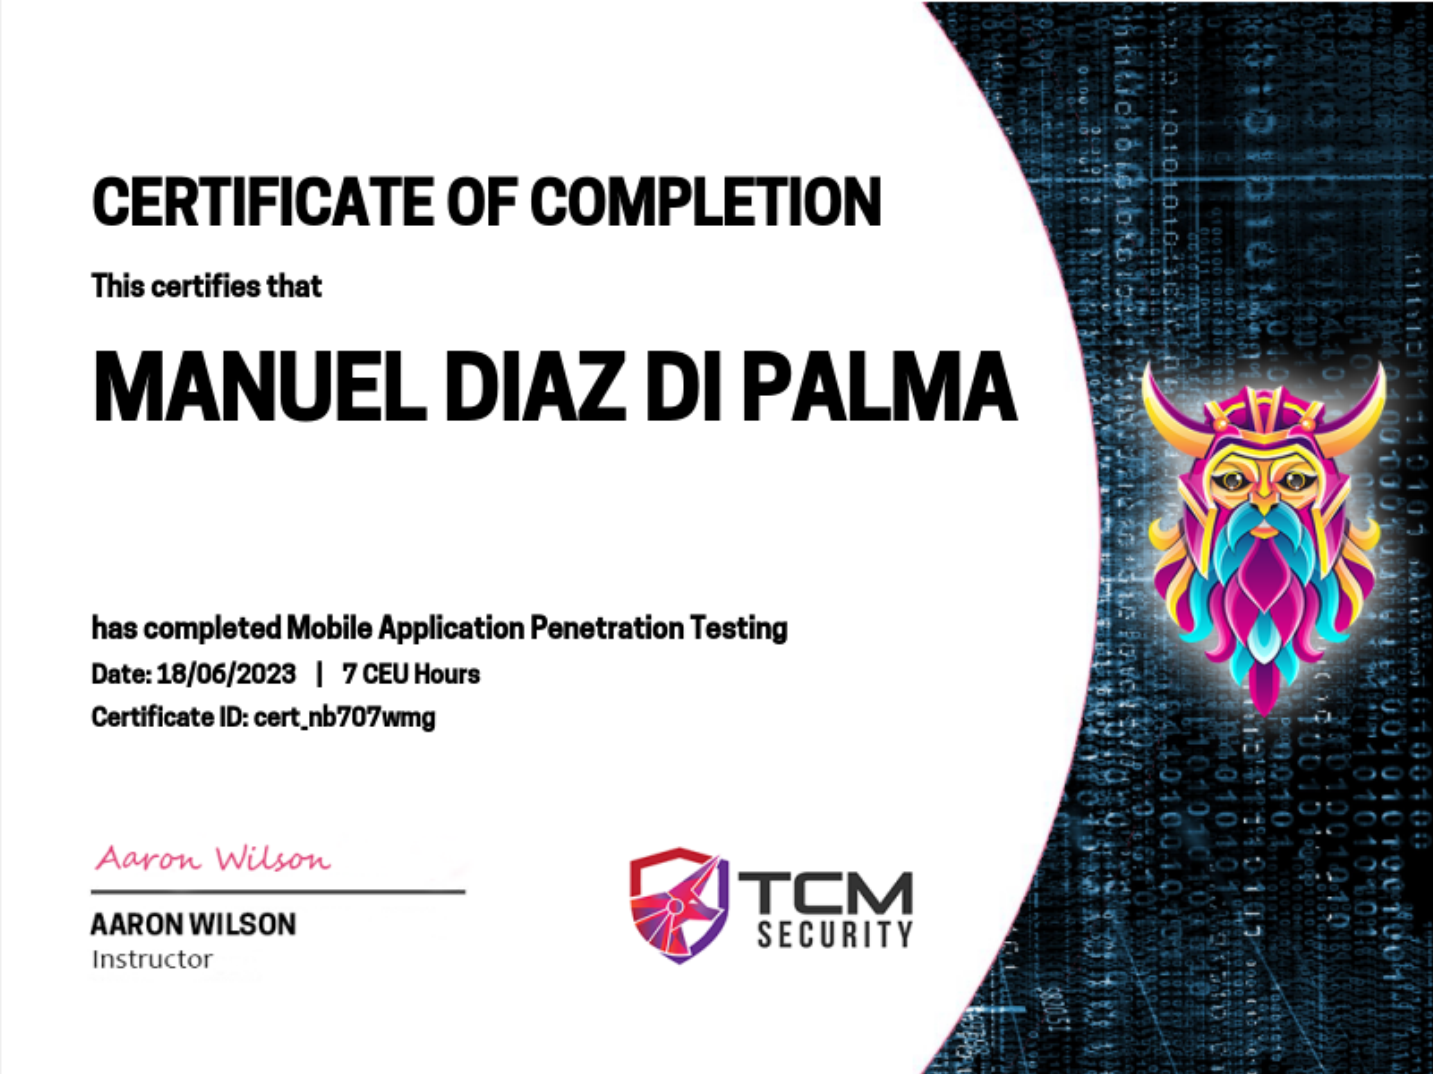 CERTIFICATE OF COMPLETION
This certifies that
MANUEL DIAZ DI PALMA
has completed Mobile Application Penetration Testing
Date: 18/06/2023 | 7 CEU Hours
Certificate ID: cert_nb707wmg
Aaron Wilson
AARON WILSON
Instructor
TCM
SECURITY